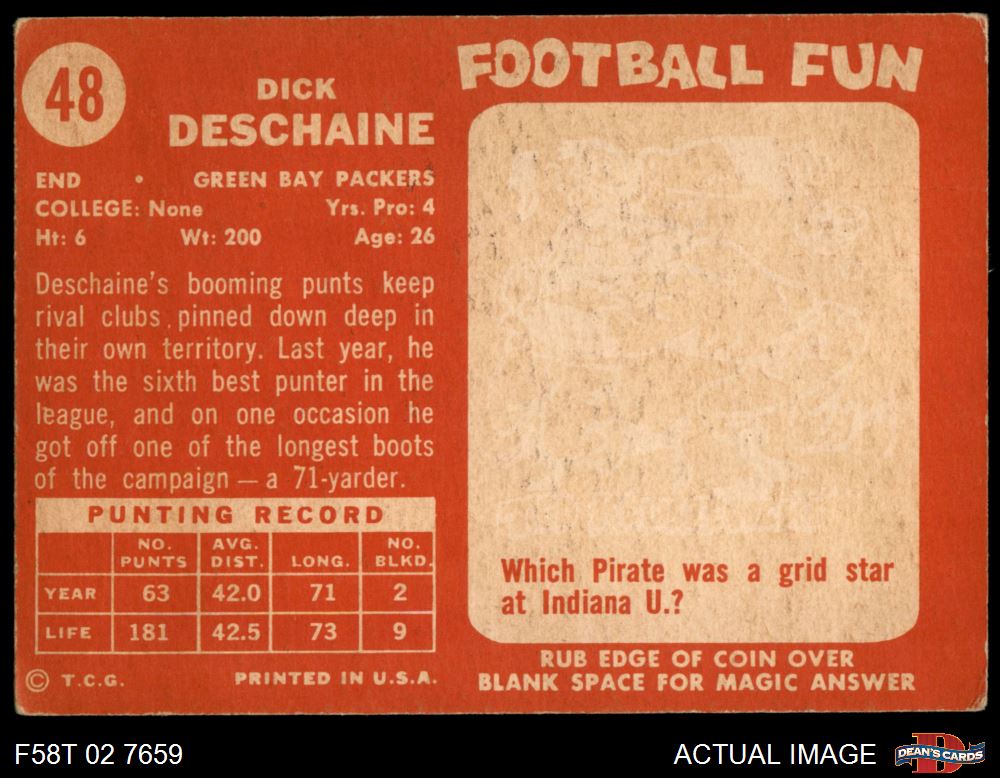 48
DICK
DESCHAINE
END • GREEN BAY PACKERS
COLLEGE: None Yrs. Pro: 4
Ht: 6 Wt: 200 Age: 26
Deschaine's booming punts keep
rival clubs pinned down deep in
their own territory. Last year, he
was the sixth best punter in the
league, and on one occasion he
got off one of the longest boots
of the campaign — a 71-yarder.
PUNTING RECORD
NO. PUNTS AVG. DIST. LONG. NO. BLKD.
YEAR 63 42.0 71 2
LIFE 181 42.5 73 9
© T.C.G. PRINTED IN U.S.A.
FOOTBALL FUN
Which Pirate was a grid star
at Indiana U.?
RUB EDGE OF COIN OVER
BLANK SPACE FOR MAGIC ANSWER
F58T 02 7659
ACTUAL IMAGE
DEAN'S CARDS